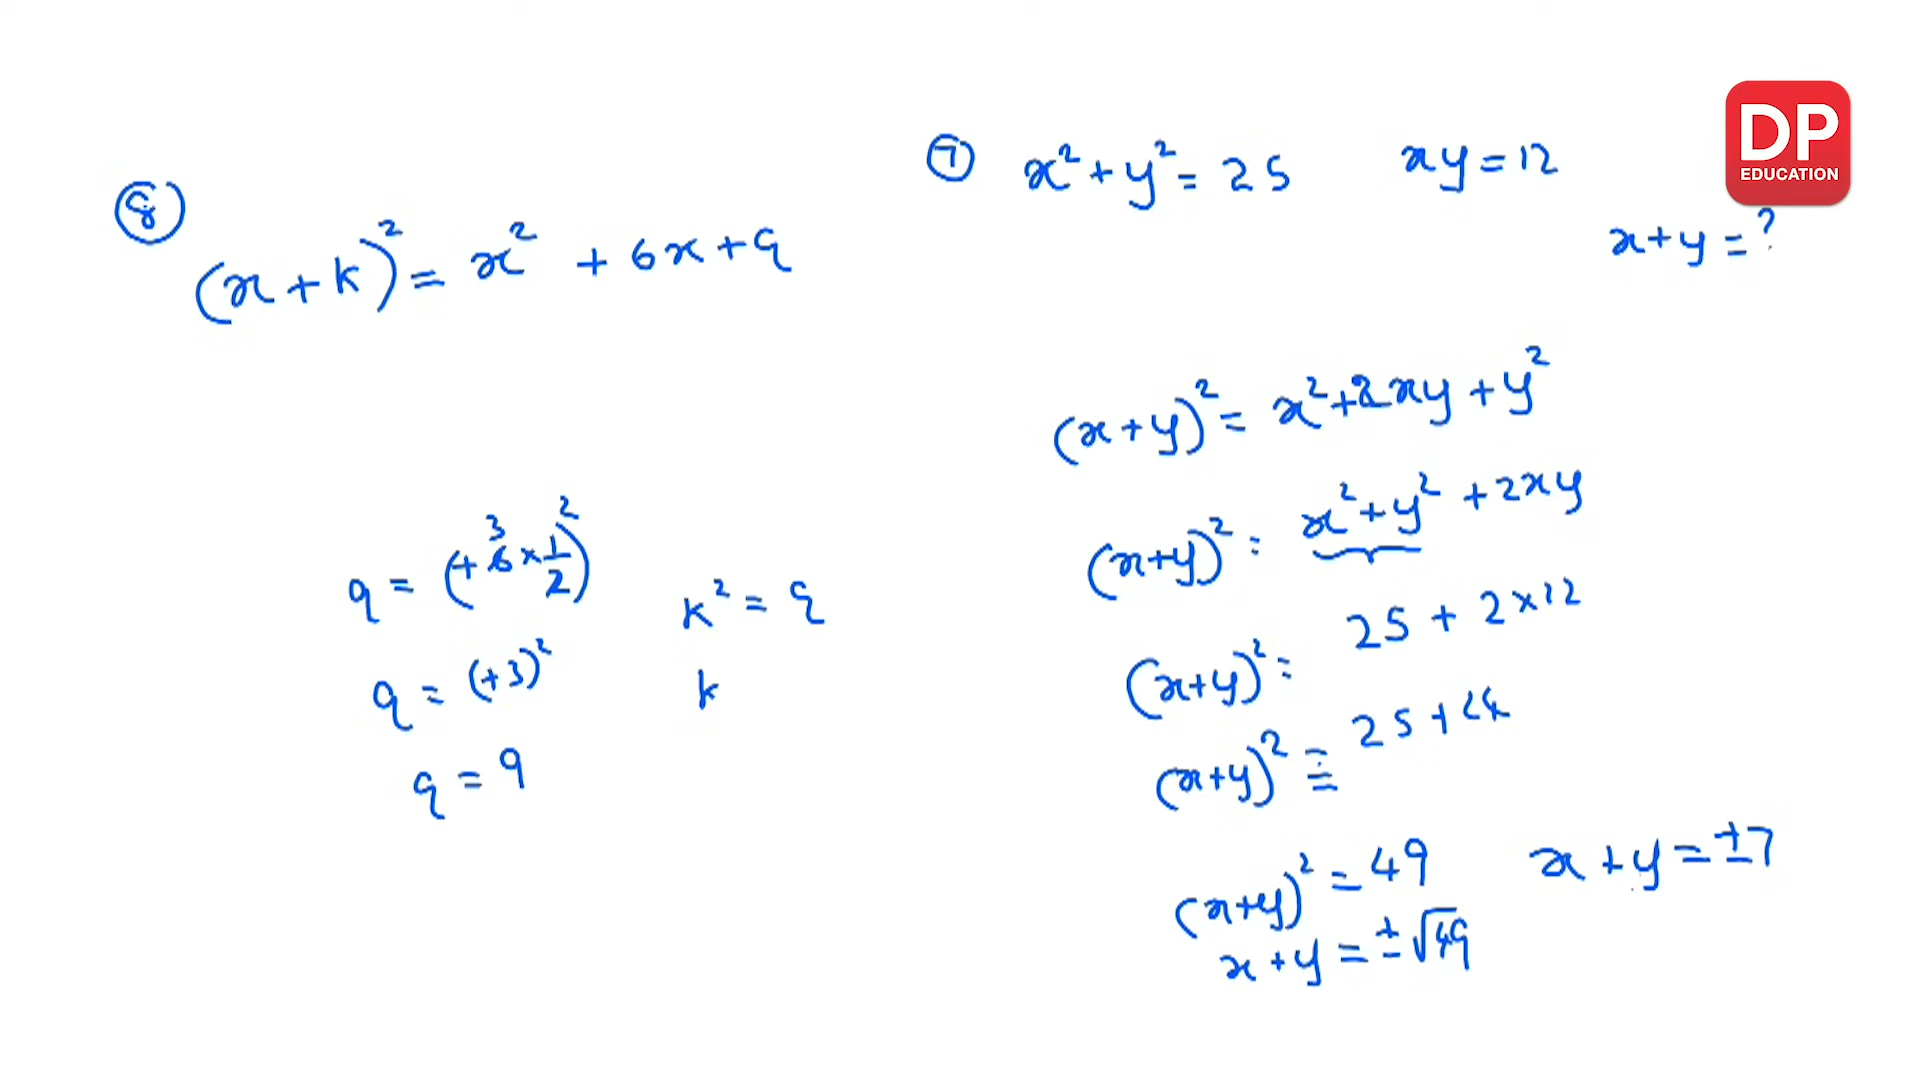 ⑧
(x+k)² = x² + 6x + q
q = (+6³ × 1/2)²
q = (+3)²
q = 9
k² = q
k
⑦ x² + y² = 25 xy = 12
x + y = ?
(x+y)² = x² + 2xy + y²
(x+y)² = x² + y² + 2xy
(x+y)² = 25 + 2×12
(x+y)² = 25 + 24
(x+y)² = 49
x + y = ±√49
x + y = ±7
DP
EDUCATION